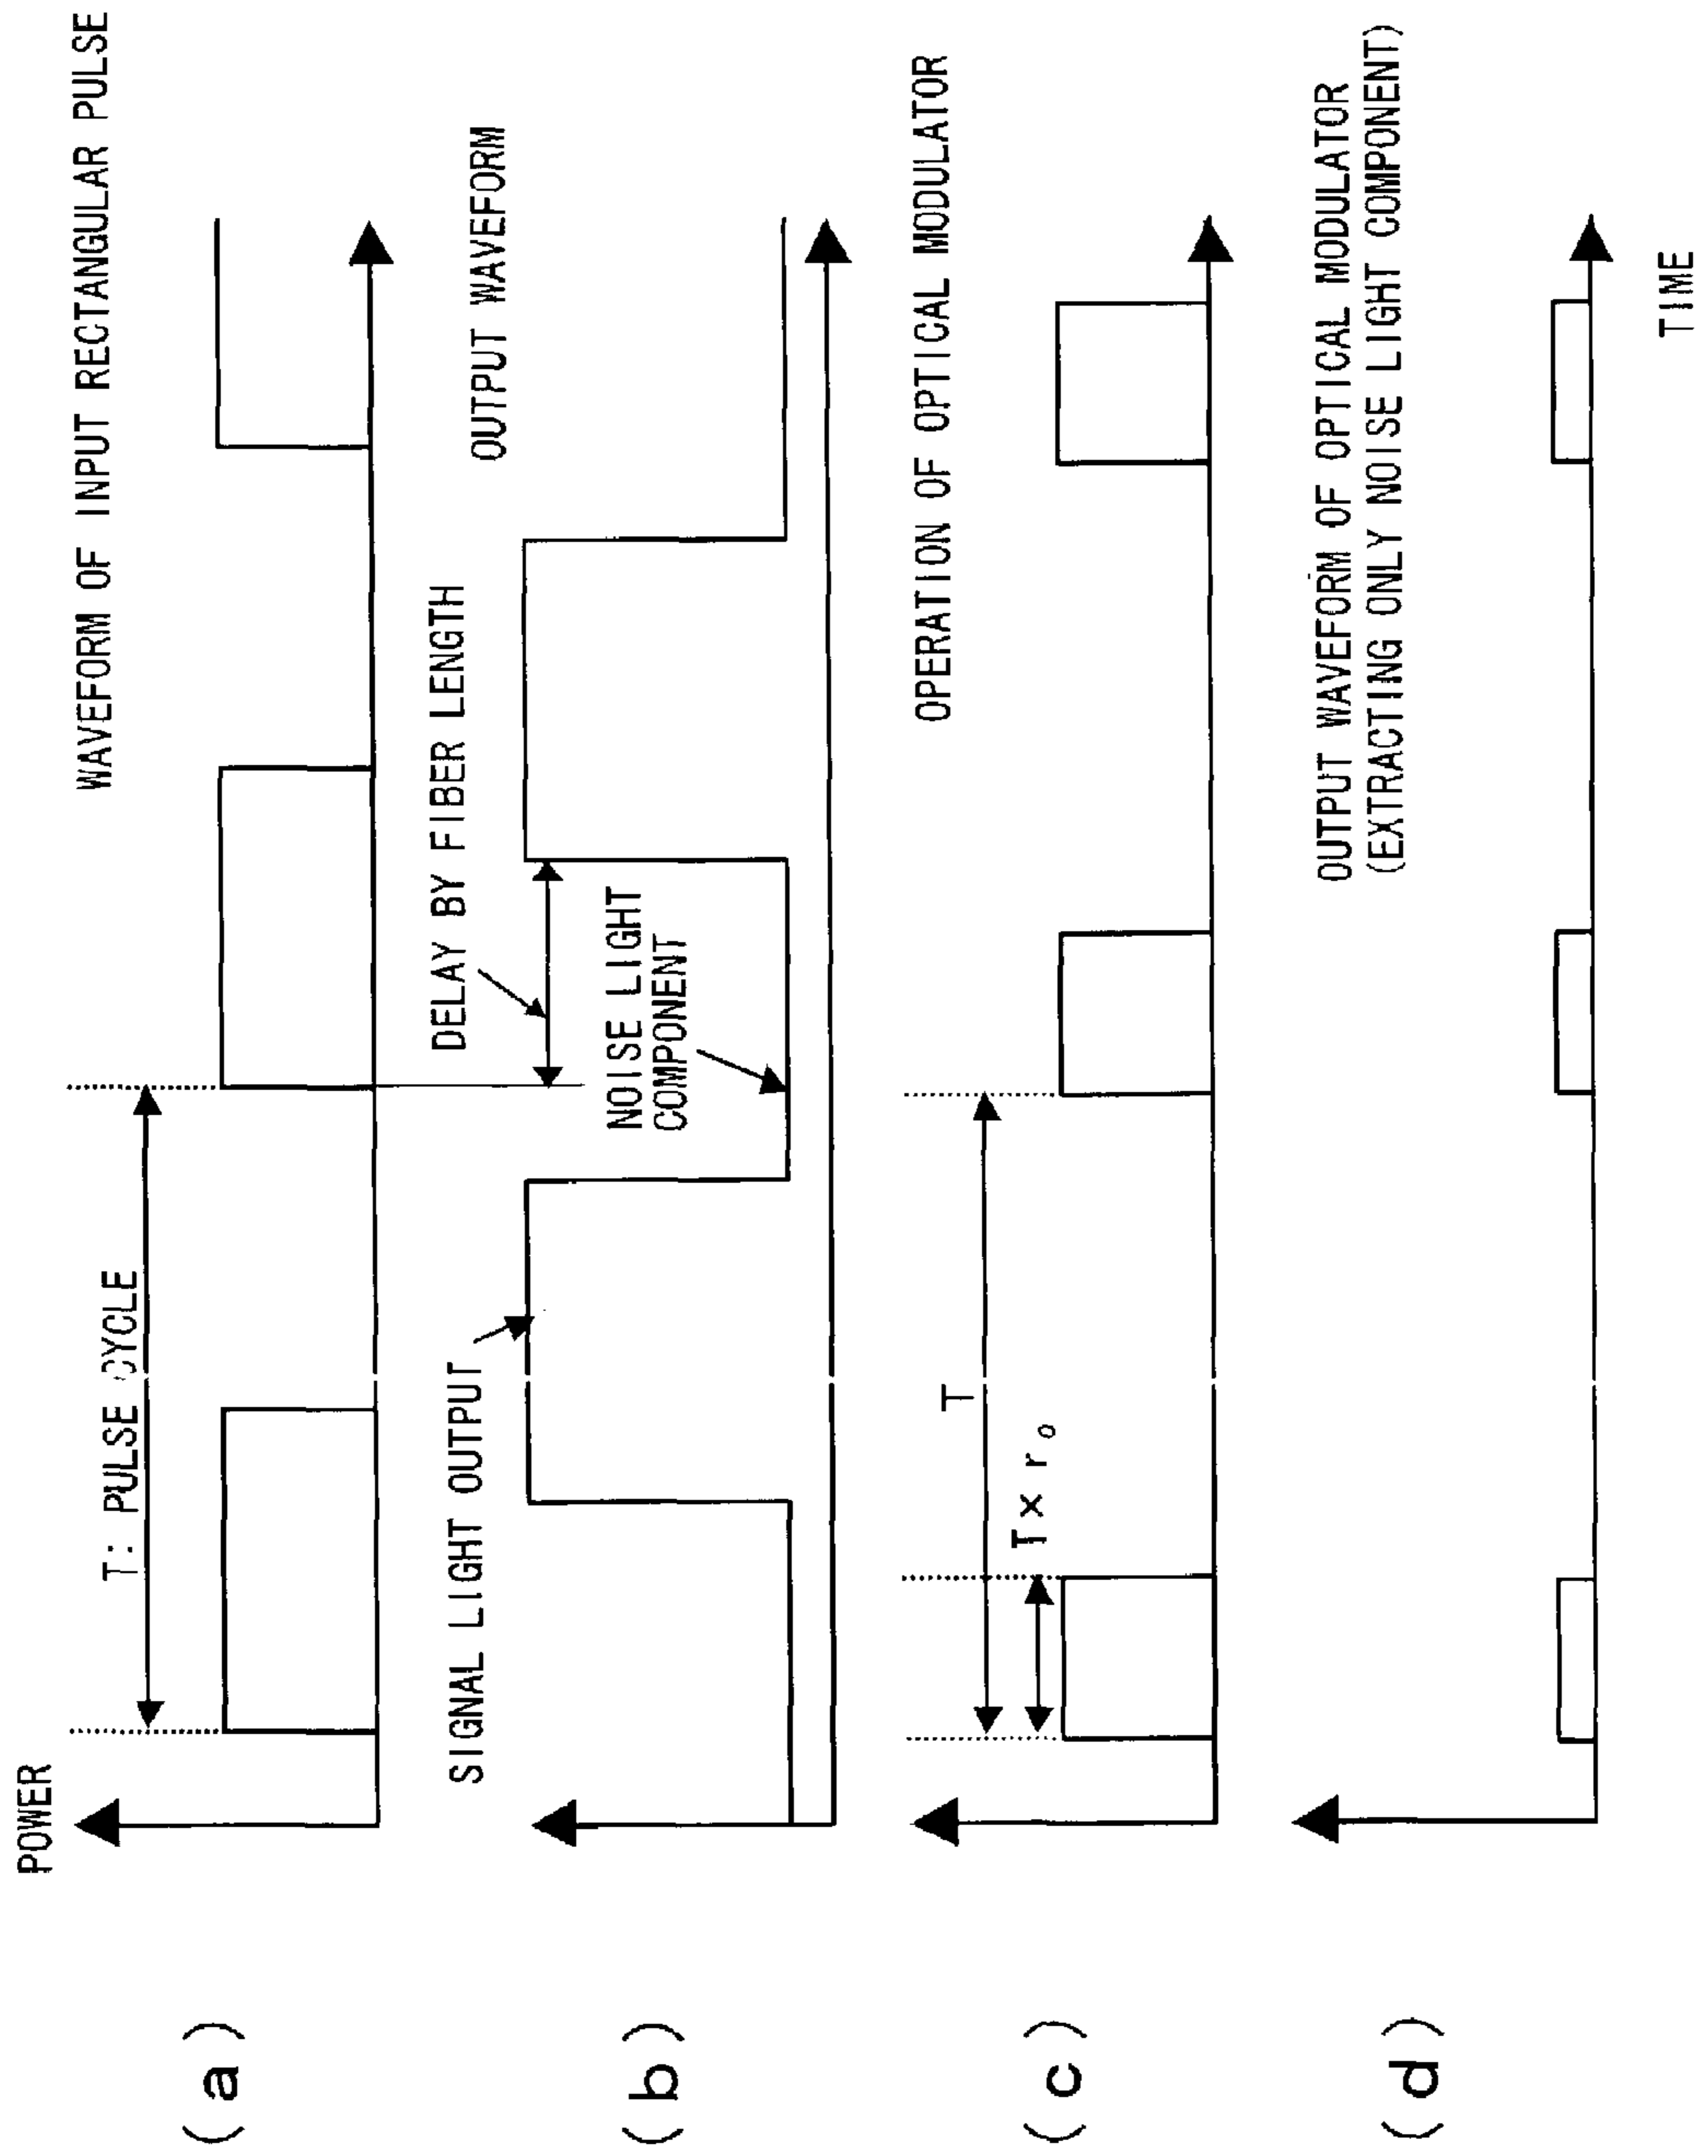 POWER
(a)
WAVEFORM OF INPUT RECTANGULAR PULSE
T: PULSE CYCLE
(b)
OUTPUT WAVEFORM
SIGNAL LIGHT OUTPUT
DELAY BY FIBER LENGTH
NOISE LIGHT
COMPONENT
(c)
OPERATION OF OPTICAL MODULATOR
T
T×r₀
(d)
OUTPUT WAVEFORM OF OPTICAL MODULATOR
(EXTRACTING ONLY NOISE LIGHT COMPONENT)
TIME